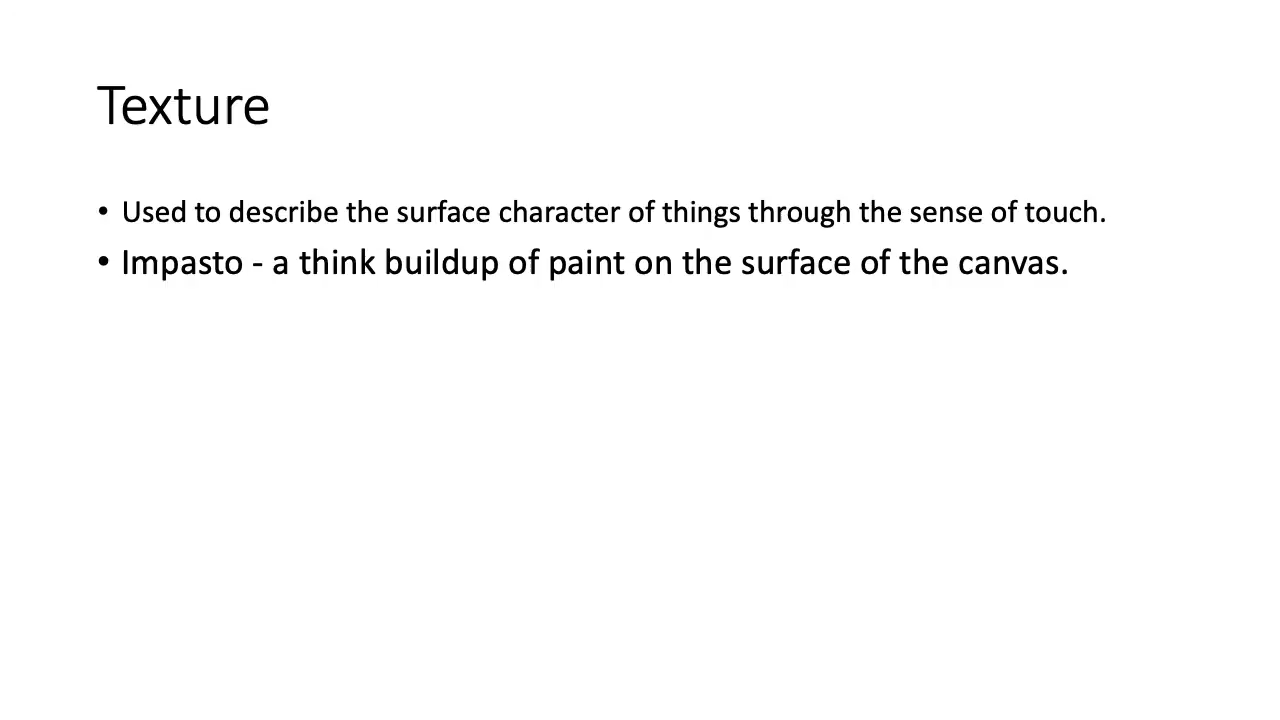 Texture
• Used to describe the surface character of things through the sense of touch.
• Impasto - a think buildup of paint on the surface of the canvas.